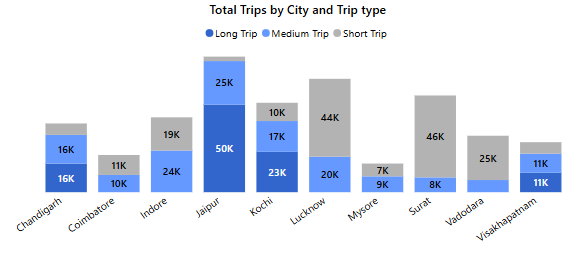 Total Trips by City and Trip type
Long Trip Medium Trip Short Trip
16K
16K
11K
10K
19K
24K
25K
50K
10K
17K
23K
44K
20K
7K
9K
46K
8K
25K
11K
11K
Chandigarh
Coimbatore
Indore
Jaipur
Kochi
Lucknow
Mysore
Surat
Vadodara
Visakhapatnam